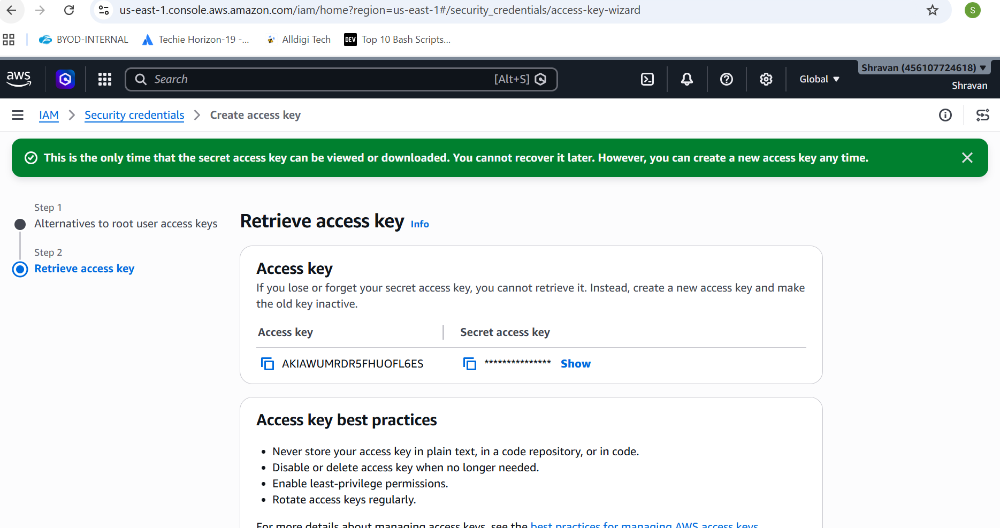 us-east-1.console.aws.amazon.com/iam/home?region=us-east-1#/security_credentials/access-key-wizard
S
BYOD-INTERNAL
Techie Horizon-19 -...
Alldigi Tech
DEV
Top 10 Bash Scripts...
aws
Search
[Alt+S]
Global
Shravan (456107724618)
Shravan
IAM
Security credentials
Create access key
This is the only time that the secret access key can be viewed or downloaded. You cannot recover it later. However, you can create a new access key any time.
Step 1
Alternatives to root user access keys
Step 2
Retrieve access key
Retrieve access key Info
Access key
If you lose or forget your secret access key, you cannot retrieve it. Instead, create a new access key and make
the old key inactive.
Access key
Secret access key
AKIAWUMRDR5FHUOFL6ES
*************** Show
Access key best practices
• Never store your access key in plain text, in a code repository, or in code.
• Disable or delete access key when no longer needed.
• Enable least-privilege permissions.
• Rotate access keys regularly.
For more details about managing access keys, see the best practices for managing AWS access keys